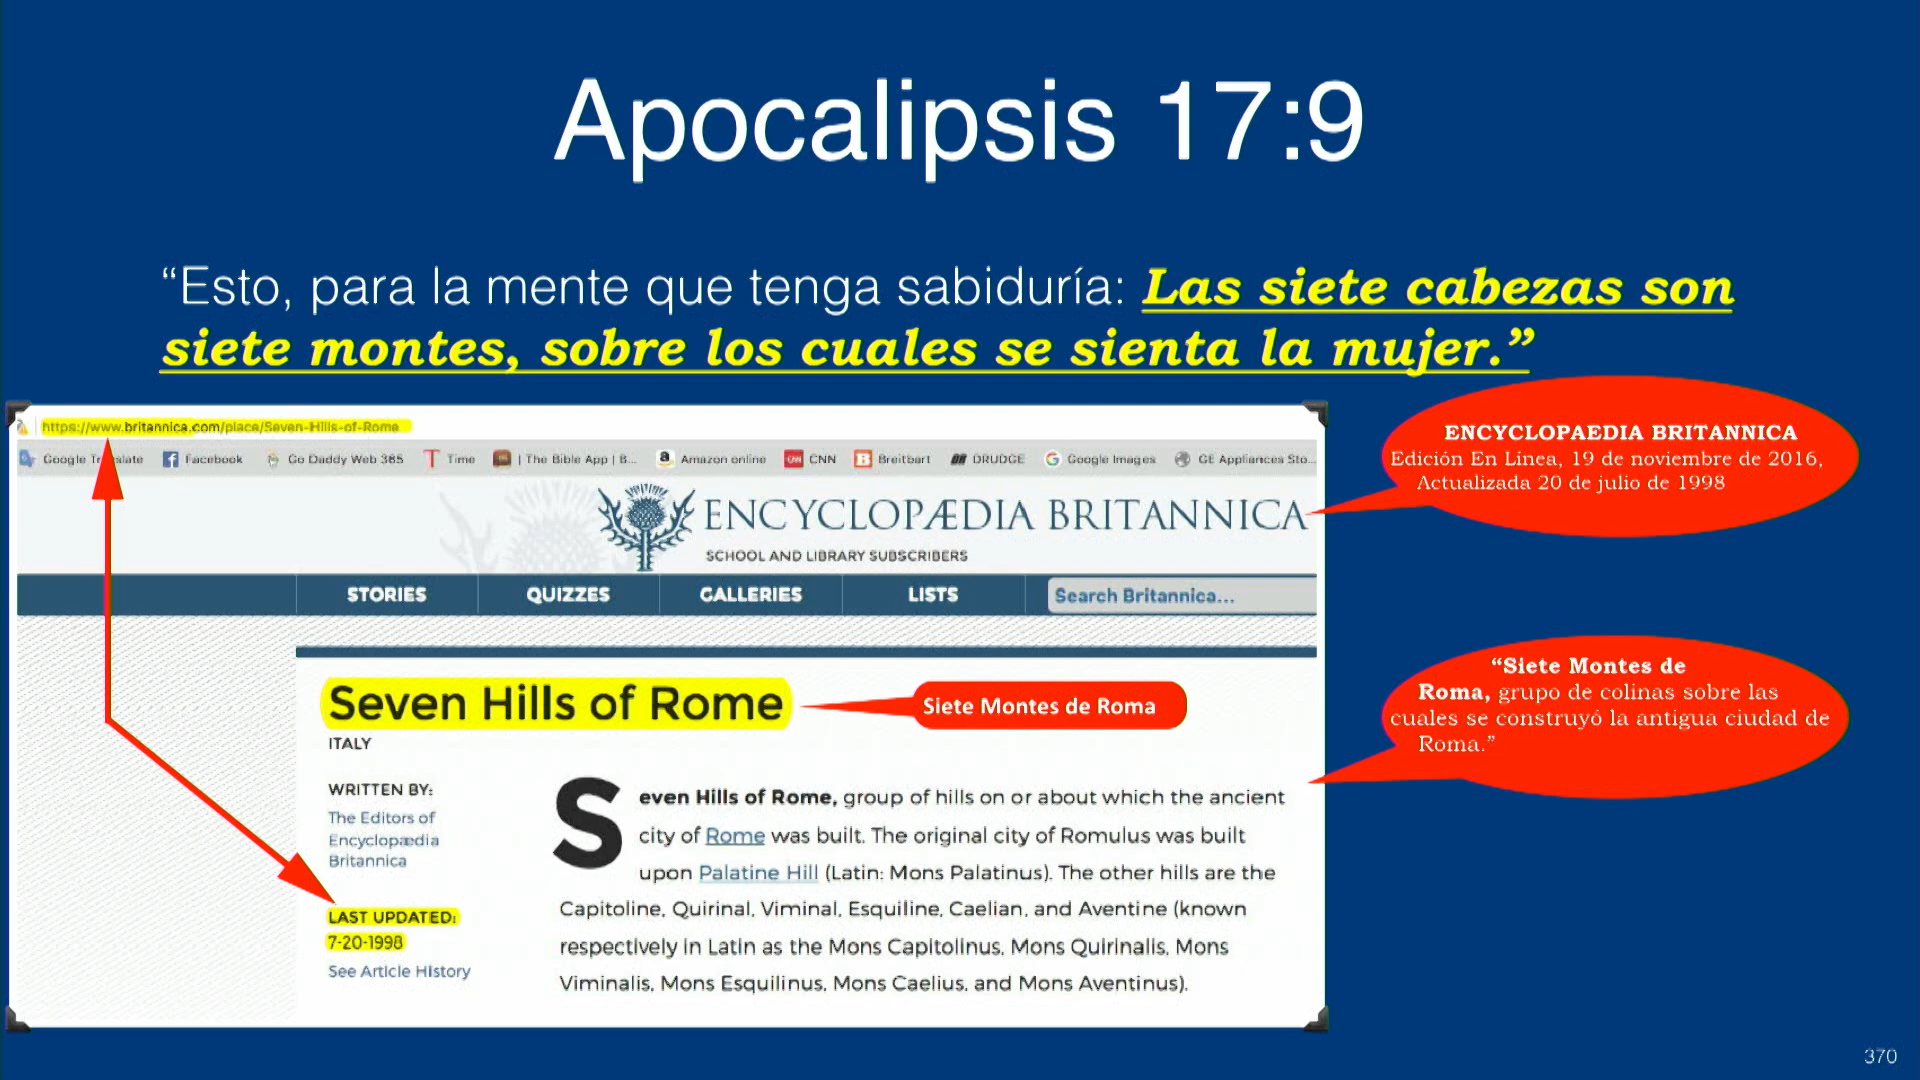 Apocalipsis 17:9
“Esto, para la mente que tenga sabiduría: Las siete cabezas son
siete montes, sobre los cuales se sienta la mujer.”
https://www.britannica.com/place/Seven-Hills-of-Rome
Google Translate Facebook Go Daddy Web 365 Time | The Bible App | B... Amazon online CNN Breitbart DRUDGE Google Images GE Appliances Sto...
ENCYCLOPÆDIA BRITANNICA
SCHOOL AND LIBRARY SUBSCRIBERS
STORIES QUIZZES GALLERIES LISTS Search Britannica...
ENCYCLOPAEDIA BRITANNICA
Edición En Linea, 19 de noviembre de 2016,
Actualizada 20 de julio de 1998
Seven Hills of Rome
Siete Montes de Roma
ITALY
“Siete Montes de
Roma, grupo de colinas sobre las
cuales se construyó la antigua ciudad de
Roma.”
WRITTEN BY:
The Editors of
Encyclopædia
Britannica
LAST UPDATED:
7-20-1998
See Article History
Seven Hills of Rome, group of hills on or about which the ancient
city of Rome was built. The original city of Romulus was built
upon Palatine Hill (Latin: Mons Palatinus). The other hills are the
Capitoline, Quirinal, Viminal, Esquiline, Caelian, and Aventine (known
respectively in Latin as the Mons Capitolinus, Mons Quirinalis, Mons
Viminalis, Mons Esquilinus, Mons Caelius, and Mons Aventinus).
370